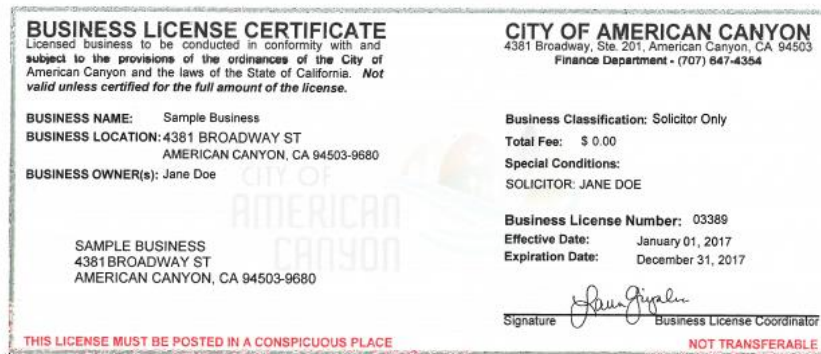 BUSINESS LICENSE CERTIFICATE
Licensed business to be conducted in conformity with and
subject to the provisions of the ordinances of the City of
American Canyon and the laws of the State of California. Not
valid unless certified for the full amount of the license.
BUSINESS NAME: Sample Business
BUSINESS LOCATION: 4381 BROADWAY ST
AMERICAN CANYON, CA 94503-9680
BUSINESS OWNER(s): Jane Doe
CITY OF
AMERICAN
CANYON
SAMPLE BUSINESS
4381 BROADWAY ST
AMERICAN CANYON, CA 94503-9680
THIS LICENSE MUST BE POSTED IN A CONSPICUOUS PLACE
CITY OF AMERICAN CANYON
4381 Broadway, Ste. 201, American Canyon, CA 94503
Finance Department - (707) 647-4354
Business Classification: Solicitor Only
Total Fee: $ 0.00
Special Conditions:
SOLICITOR: JANE DOE
Business License Number: 03389
Effective Date: January 01, 2017
Expiration Date: December 31, 2017
Signature Business License Coordinator
NOT TRANSFERABLE